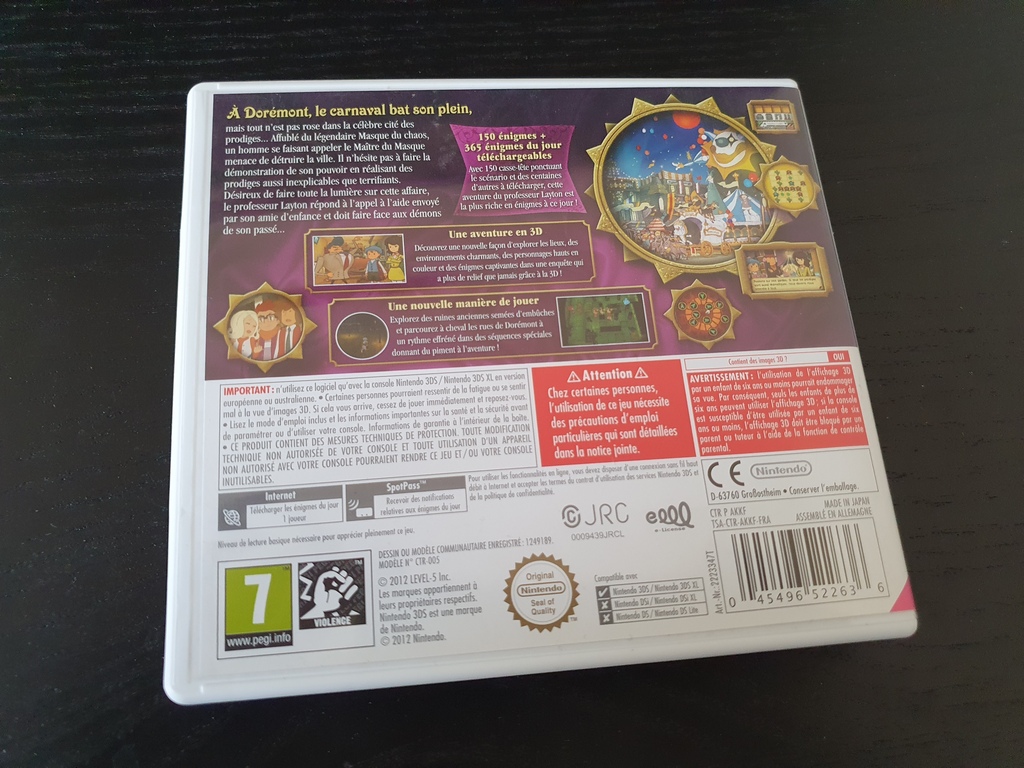 À Dorémont, le carnaval bat son plein,
mais tout n'est pas rose dans la célèbre cité des
prodiges... Affublé du légendaire Masque du chaos,
un homme se faisant appeler le Maître du Masque
menace de détruire la ville. Il n'hésite pas à faire la
démonstration de son pouvoir en réalisant des
prodiges aussi inexplicables que terrifiants.
Désireux de faire toute la lumière sur cette affaire,
le professeur Layton répond à l'appel à l'aide envoyé
par son amie d'enfance et doit faire face aux démons
de son passé...
150 énigmes +
365 énigmes du jour
téléchargeables
Avec 150 casse-tête ponctuant
le scénario et des centaines
d'autres à télécharger, cette
aventure du professeur Layton est
la plus riche en énigmes à ce jour !
Une aventure en 3D
Découvrez une nouvelle façon d'explorer les lieux, des
environnements charmants, des personnages hauts en
couleur et des énigmes captivantes dans une enquête qui
a plus de relief que jamais grâce à la 3D !
Une nouvelle manière de jouer
Explorez des ruines anciennes semées d'embûches
et parcourez à cheval les rues de Dorémont à
un rythme effréné dans des séquences spéciales
donnant du piment à l'aventure !
IMPORTANT : n'utilisez ce logiciel qu'avec la console Nintendo 3DS / Nintendo 3DS XL en version
européenne ou australienne. • Certaines personnes pourraient ressentir de la fatigue ou se sentir
mal à la vue d'images 3D. Si cela vous arrive, cessez de jouer immédiatement et reposez-vous.
• Lisez le mode d'emploi inclus et les informations importantes sur la santé et la sécurité avant
de paramétrer ou d'utiliser votre console. Informations de garantie à l'intérieur de la boîte.
• CE PRODUIT CONTIENT DES MESURES TECHNIQUES DE PROTECTION. TOUTE MODIFICATION
TECHNIQUE NON AUTORISÉE DE VOTRE CONSOLE ET TOUTE UTILISATION D'UN APPAREIL
NON AUTORISÉ AVEC VOTRE CONSOLE POURRAIENT RENDRE CE JEU ET / OU VOTRE CONSOLE
INUTILISABLES.
Attention
Chez certaines personnes,
l'utilisation de ce jeu nécessite
des précautions d'emploi
particulières qui sont détaillées
dans la notice jointe.
Contient des images 3D ? OUI
AVERTISSEMENT : l'utilisation de l'affichage 3D
par un enfant de six ans ou moins pourrait endommager
sa vue. Par conséquent, seuls les enfants de plus de
six ans peuvent utiliser l'affichage 3D ; si la console
est susceptible d'être utilisée par un enfant de six
ans ou moins, l'affichage 3D doit être bloqué par un
parent ou tuteur à l'aide de la fonction de contrôle
parental.
Internet
Télécharger les énigmes du jour
1 joueur
SpotPass™
Recevoir des notifications
relatives aux énigmes du jour
Pour utiliser les fonctionnalités en ligne, vous devez disposer d'une connexion sans fil haut
débit à Internet et accepter les termes du contrat d'utilisation des services Nintendo 3DS et
de la politique de confidentialité.
Niveau de lecture basique nécessaire pour apprécier pleinement ce jeu.
JRC
0009439JRCL
e-License
CE
Nintendo
D-63760 Großostheim • Conserver l'emballage.
CTR P AKKF
TSA-CTR-AKKF-FRA
MADE IN JAPAN
ASSEMBLÉ EN ALLEMAGNE
7
www.pegi.info
VIOLENCE
DESSIN OU MODÈLE COMMUNAUTAIRE ENREGISTRÉ : 1249189.
MODÈLE N° CTR-005
© 2012 LEVEL-5 Inc.
Les marques appartiennent à
leurs propriétaires respectifs.
Nintendo 3DS est une marque
de Nintendo.
© 2012 Nintendo.
Original
Nintendo
Seal of
Quality
TM
Compatible avec
Nintendo 3DS / Nintendo 3DS XL
Nintendo DSi / Nintendo DSi XL
Nintendo DS / Nintendo DS Lite
Art.-Nr. 2223347T
0 45496 52263 6